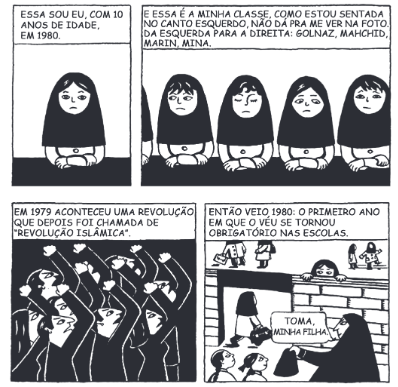 ESSA SOU EU, COM 10
ANOS DE IDADE,
EM 1980.
E ESSA É A MINHA CLASSE, COMO ESTOU SENTADA
NO CANTO ESQUERDO, NÃO DÁ PRA ME VER NA FOTO.
DA ESQUERDA PARA A DIREITA: GOLNAZ, MAHCHID,
MARIN, MINA.
EM 1979 ACONTECEU UMA REVOLUÇÃO
QUE DEPOIS FOI CHAMADA DE
"REVOLUÇÃO ISLÂMICA".
ENTÃO VEIO 1980: O PRIMEIRO ANO
EM QUE O VÉU SE TORNOU
OBRIGATÓRIO NAS ESCOLAS.
TOMA,
MINHA FILHA.